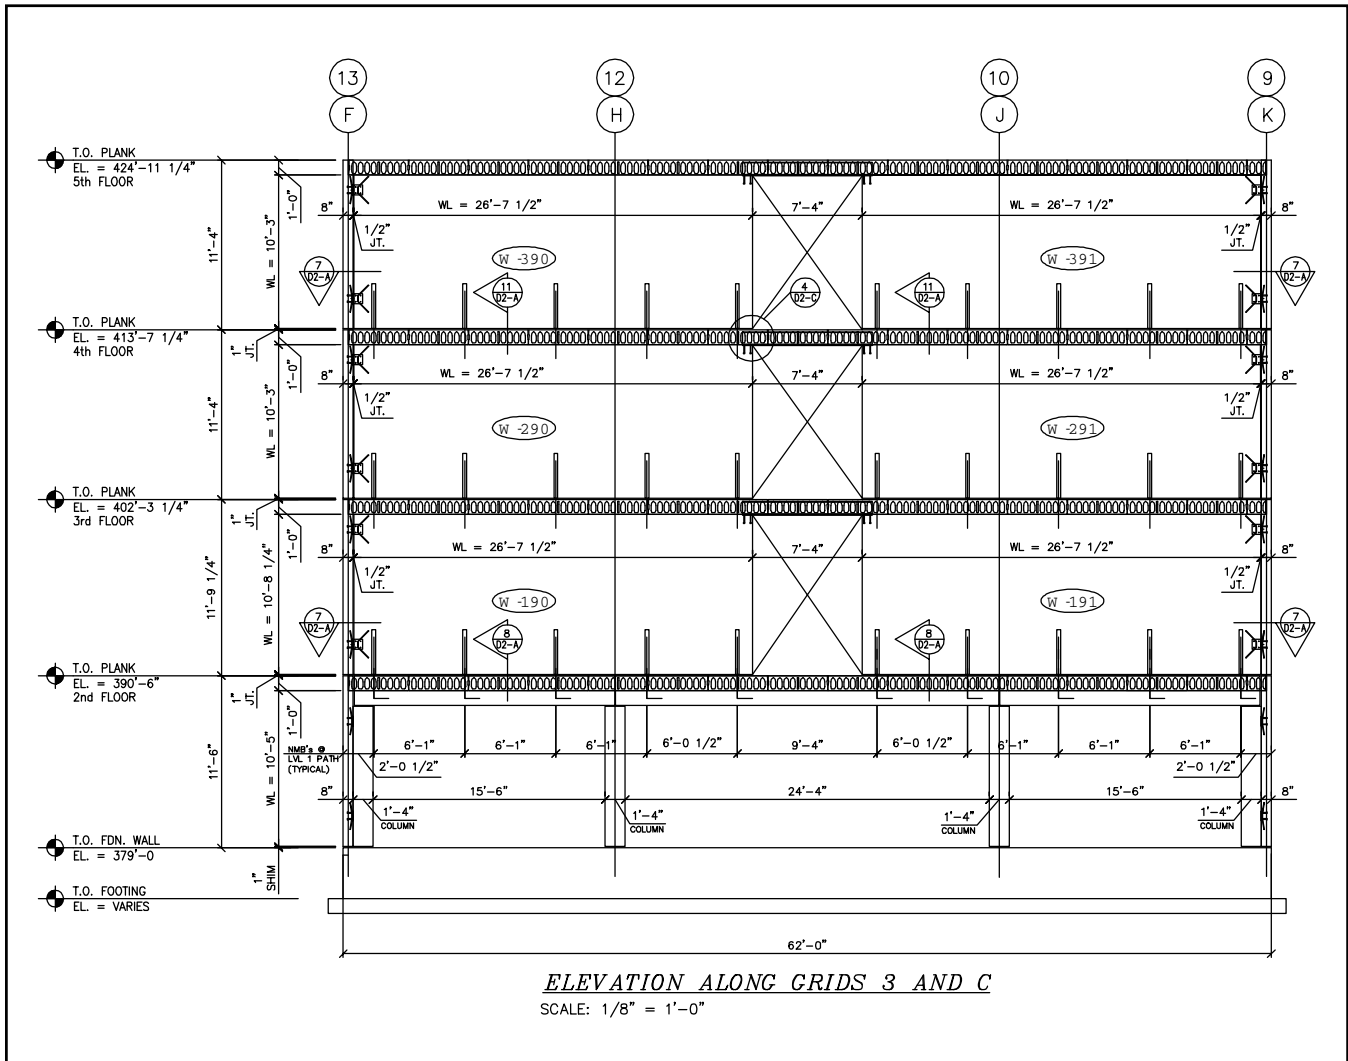 13 12 10 9
F H J K
T.O. PLANK
EL. = 424'-11 1/4"
5th FLOOR
11'-4"
WL = 10'-3"
1'-0"
8" WL = 26'-7 1/2" 7'-4" WL = 26'-7 1/2" 8"
1/2"
JT.
1/2"
JT.
W -390 W -391
7
D2-A
11
D2-A
4
D2-C
11
D2-A
7
D2-A
T.O. PLANK
EL. = 413'-7 1/4"
4th FLOOR
1"
JT.
11'-4"
WL = 10'-3"
1'-0"
8" WL = 26'-7 1/2" 7'-4" WL = 26'-7 1/2" 8"
1/2"
JT.
1/2"
JT.
W -290 W -291
T.O. PLANK
EL. = 402'-3 1/4"
3rd FLOOR
1"
JT.
11'-9 1/4"
WL = 10'-8 1/4"
1'-0"
8" WL = 26'-7 1/2" 7'-4" WL = 26'-7 1/2" 8"
1/2"
JT.
1/2"
JT.
W -190 W -191
7
D2-A
8
D2-A
8
D2-A
7
D2-A
T.O. PLANK
EL. = 390'-6"
2nd FLOOR
1"
JT.
11'-6"
WL = 10'-5"
1'-0"
NMB's @
LVL 1 PATH
(TYPICAL)
6'-1" 6'-1" 6'-1" 6'-0 1/2" 9'-4" 6'-0 1/2" 6'-1" 6'-1" 6'-1"
2'-0 1/2" 2'-0 1/2"
8" 15'-6" 24'-4" 15'-6" 8"
1'-4"
COLUMN
1'-4"
COLUMN
1'-4"
COLUMN
1'-4"
COLUMN
T.O. FDN. WALL
EL. = 379'-0
1"
SHIM
T.O. FOOTING
EL. = VARIES
62'-0"
ELEVATION ALONG GRIDS 3 AND C
SCALE: 1/8" = 1'-0"